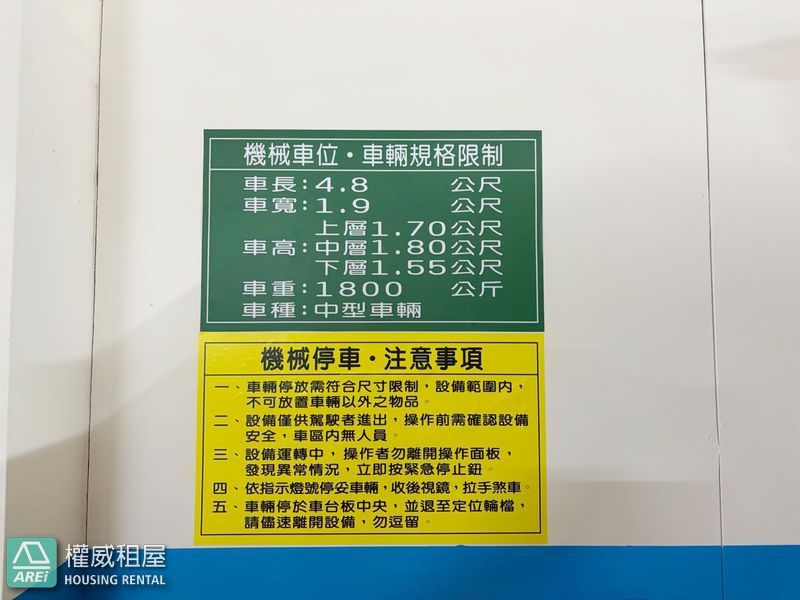 機械車位・車輛規格限制
車長：4.8 公尺
車寬：1.9 公尺
上層1.70公尺
車高：中層1.80公尺
下層1.55公尺
車重：1800 公斤
車種：中型車輛
機械停車・注意事項
一、車輛停放需符合尺寸限制，設備範圍內，
不可放置車輛以外之物品。
二、設備僅供駕駛者進出，操作前需確認設備
安全，車區內無人員。
三、設備運轉中，操作者勿離開操作面板，
發現異常情況，立即按緊急停止鈕。
四、依指示燈號停妥車輛，收後視鏡，拉手煞車。
五、車輛停於車台板中央，並退至定位輪檔，
請儘速離開設備，勿逗留。
權威租屋
AREi HOUSING RENTAL